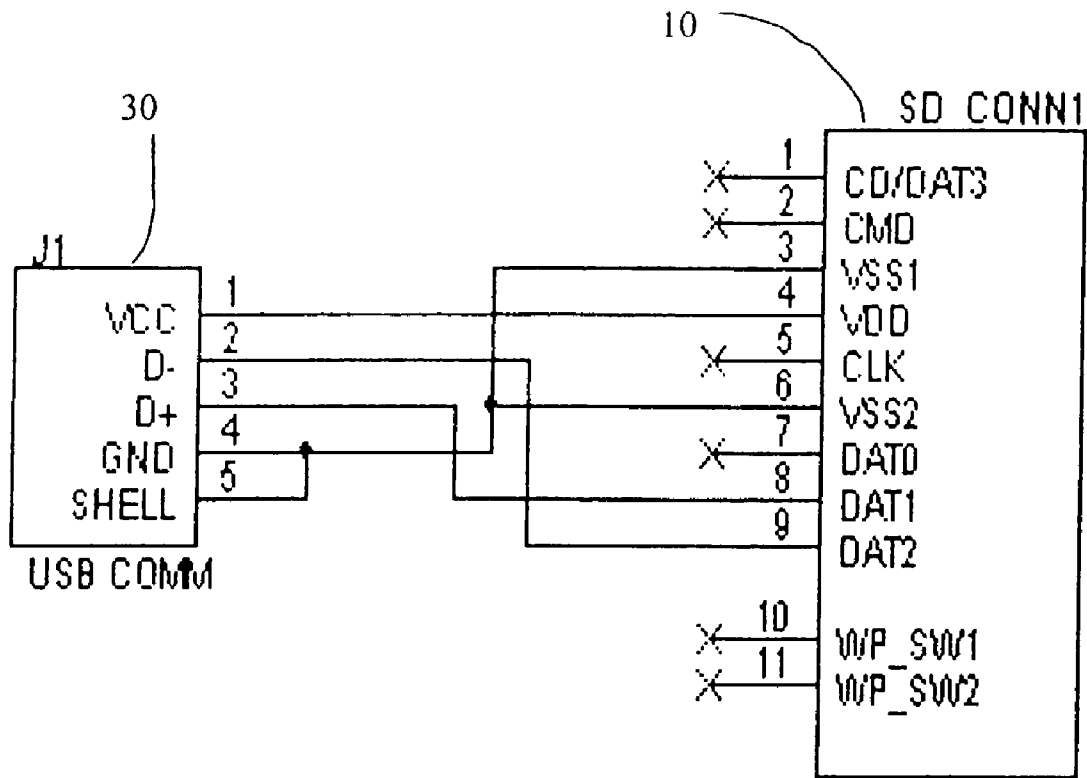 10
30
SD CONN1
J1
1
CD/DAT3
2
CMD
3
VSS1
4
VDD
5
CLK
6
VSS2
7
DAT0
8
DAT1
9
DAT2
10
WP_SW1
11
WP_SW2
VCC
1
D-
2
D+
3
GND
4
SHELL
5
USB COMM